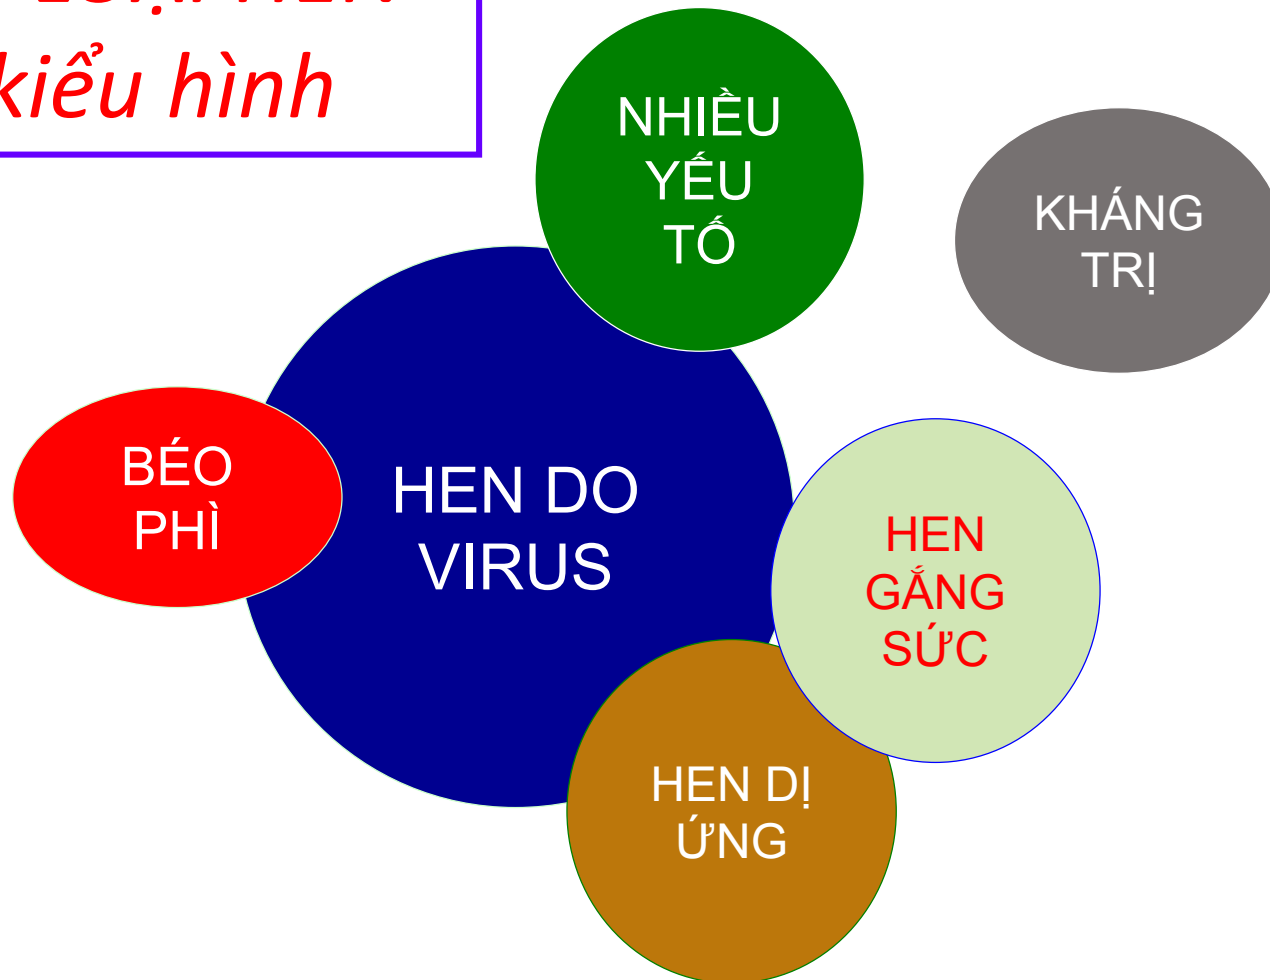 kiểu hình
NHIỀU
YẾU
TỐ
KHÁNG
TRỊ
BÉO
PHÌ
HEN DO
VIRUS
HEN
GẮNG
SỨC
HEN DỊ
ỨNG